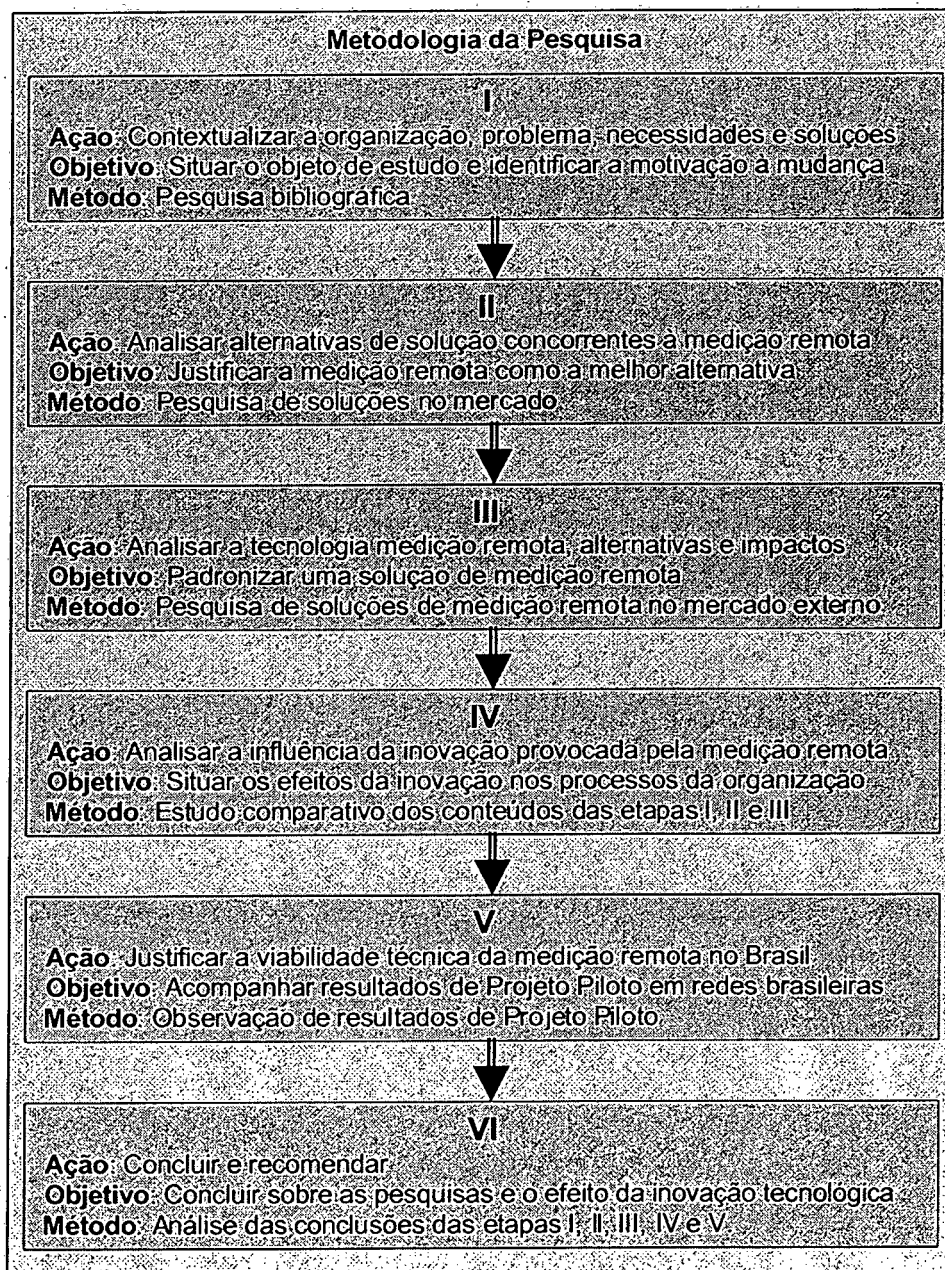 Metodologia da Pesquisa
I
Ação: Contextualizar a organização, problema, necessidades e soluções
Objetivo: Situar o objeto de estudo e identificar a motivação a mudança
Método: Pesquisa bibliográfica
II
Ação: Analisar alternativas de solução concorrentes à medição remota
Objetivo: Justificar a medição remota como a melhor alternativa
Método: Pesquisa de soluções no mercado
III
Ação: Analisar a tecnologia medição remota, alternativas e impactos
Objetivo: Padronizar uma solução de medição remota
Método: Pesquisa de soluções de medição remota no mercado externo
IV
Ação: Analisar a influência da inovação provocada pela medição remota
Objetivo: Situar os efeitos da inovação nos processos da organização
Método: Estudo comparativo dos conteúdos das etapas I, II e III
V
Ação: Justificar a viabilidade técnica da medição remota no Brasil
Objetivo: Acompanhar resultados de Projeto Piloto em redes brasileiras
Método: Observação de resultados de Projeto Piloto
VI
Ação: Concluir e recomendar
Objetivo: Concluir sobre as pesquisas e o efeito da inovação tecnológica
Método: Análise das conclusões das etapas I, II, III, IV e V